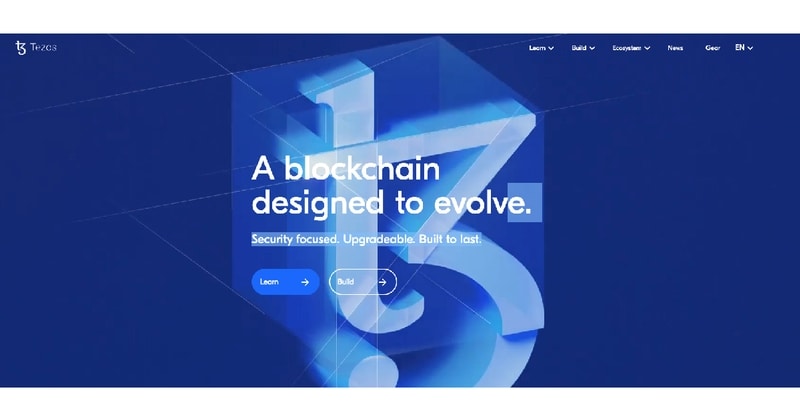 Tezos
Learn Build Ecosystem News Gear EN
A blockchain
designed to evolve.
Security focused. Upgradeable. Built to last.
Learn → Build →